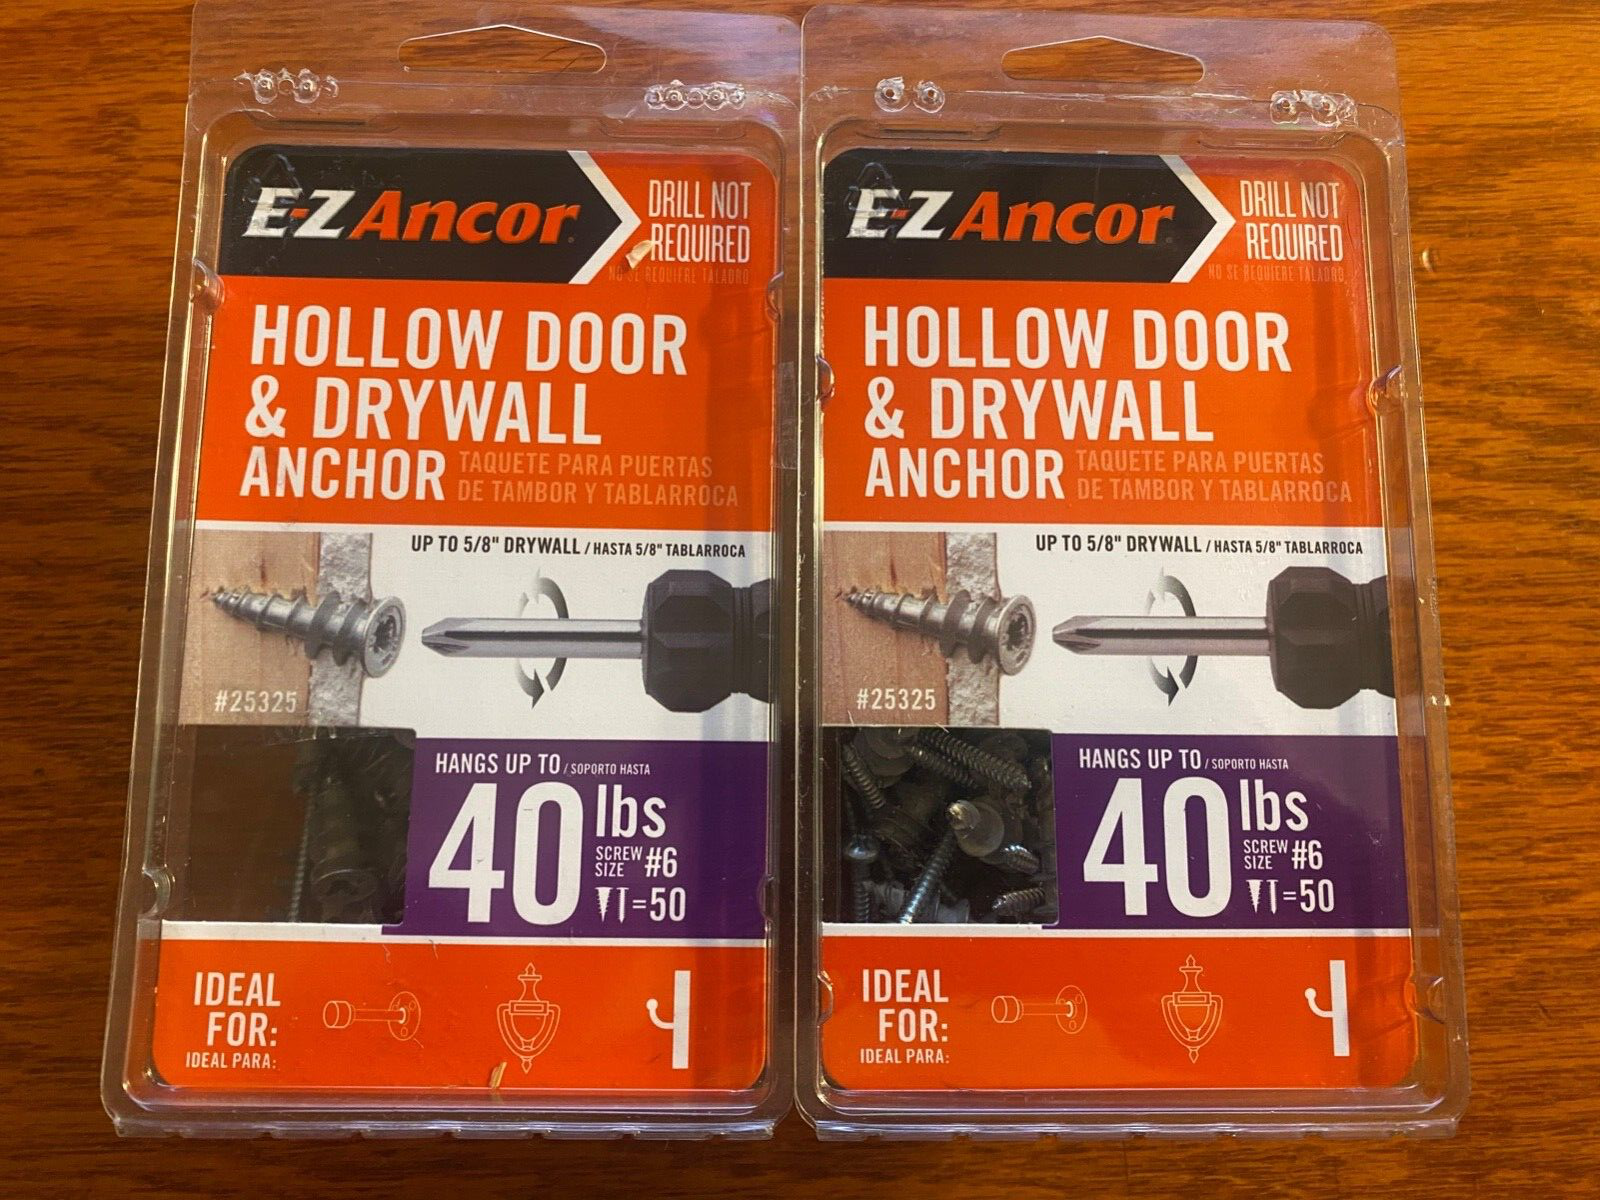 E-Z Ancor
DRILL NOT
REQUIRED
NO SE REQUIERE TALADRO
HOLLOW DOOR
& DRYWALL
ANCHOR
TAQUETE PARA PUERTAS
DE TAMBOR Y TABLARROCA
UP TO 5/8" DRYWALL / HASTA 5/8" TABLARROCA
#25325
HANGS UP TO / SOPORTO HASTA
40 lbs
SCREW
SIZE #6
=50
IDEAL
FOR:
IDEAL PARA:
E-Z Ancor
DRILL NOT
REQUIRED
NO SE REQUIERE TALADRO
HOLLOW DOOR
& DRYWALL
ANCHOR
TAQUETE PARA PUERTAS
DE TAMBOR Y TABLARROCA
UP TO 5/8" DRYWALL / HASTA 5/8" TABLARROCA
#25325
HANGS UP TO / SOPORTO HASTA
40 lbs
SCREW
SIZE #6
=50
IDEAL
FOR:
IDEAL PARA: